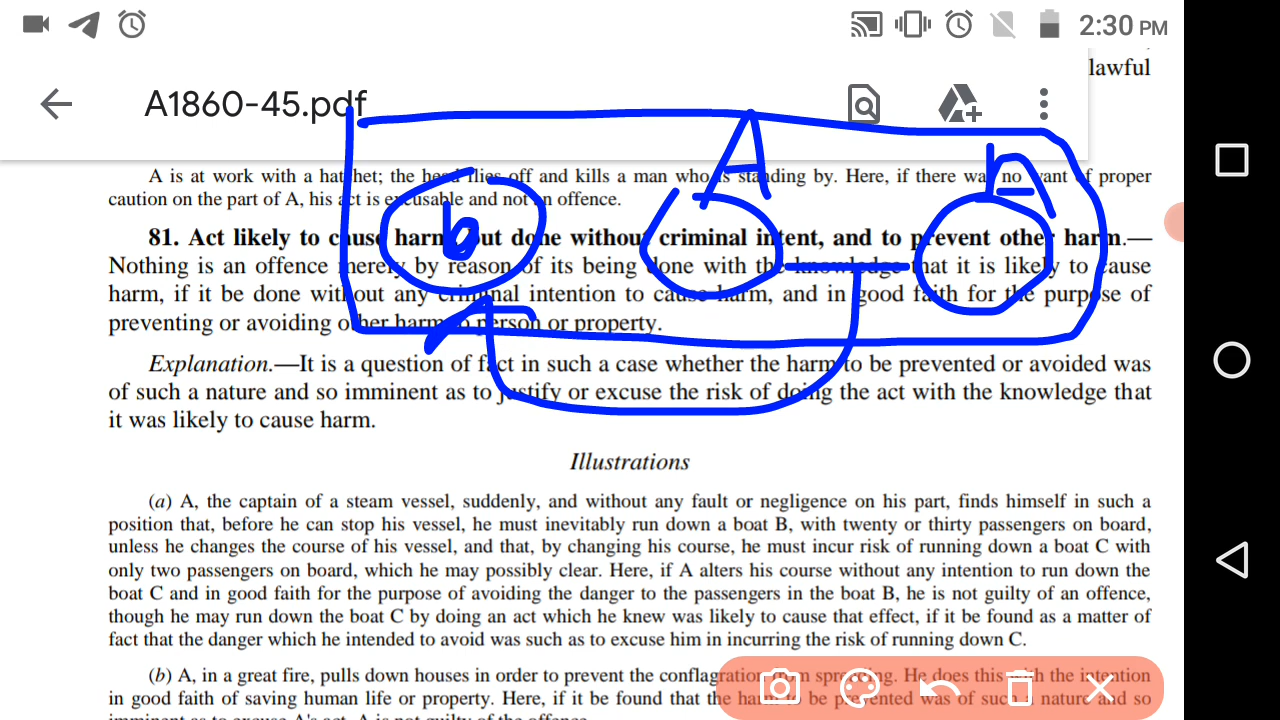 2:30 PM
lawful
A1860-45.pdf
A is at work with a hatchet; the head flies off and kills a man who is standing by. Here, if there was no want of proper
caution on the part of A, his act is excusable and not an offence.
81. Act likely to cause harm, but done without criminal intent, and to prevent other harm.—
Nothing is an offence merely by reason of its being done with the knowledge that it is likely to cause
harm, if it be done without any criminal intention to cause harm, and in good faith for the purpose of
preventing or avoiding other harm to person or property.
Explanation.—It is a question of fact in such a case whether the harm to be prevented or avoided was
of such a nature and so imminent as to justify or excuse the risk of doing the act with the knowledge that
it was likely to cause harm.
Illustrations
(a) A, the captain of a steam vessel, suddenly, and without any fault or negligence on his part, finds himself in such a
position that, before he can stop his vessel, he must inevitably run down a boat B, with twenty or thirty passengers on board,
unless he changes the course of his vessel, and that, by changing his course, he must incur risk of running down a boat C with
only two passengers on board, which he may possibly clear. Here, if A alters his course without any intention to run down the
boat C and in good faith for the purpose of avoiding the danger to the passengers in the boat B, he is not guilty of an offence,
though he may run down the boat C by doing an act which he knew was likely to cause that effect, if it be found as a matter of
fact that the danger which he intended to avoid was such as to excuse him in incurring the risk of running down C.
(b) A, in a great fire, pulls down houses in order to prevent the conflagration from spreading. He does this with the intention
in good faith of saving human life or property. Here, if it be found that the harm to be prevented was of such a nature and so
imminent as to excuse A's act, A is not guilty of the offence.
b
A